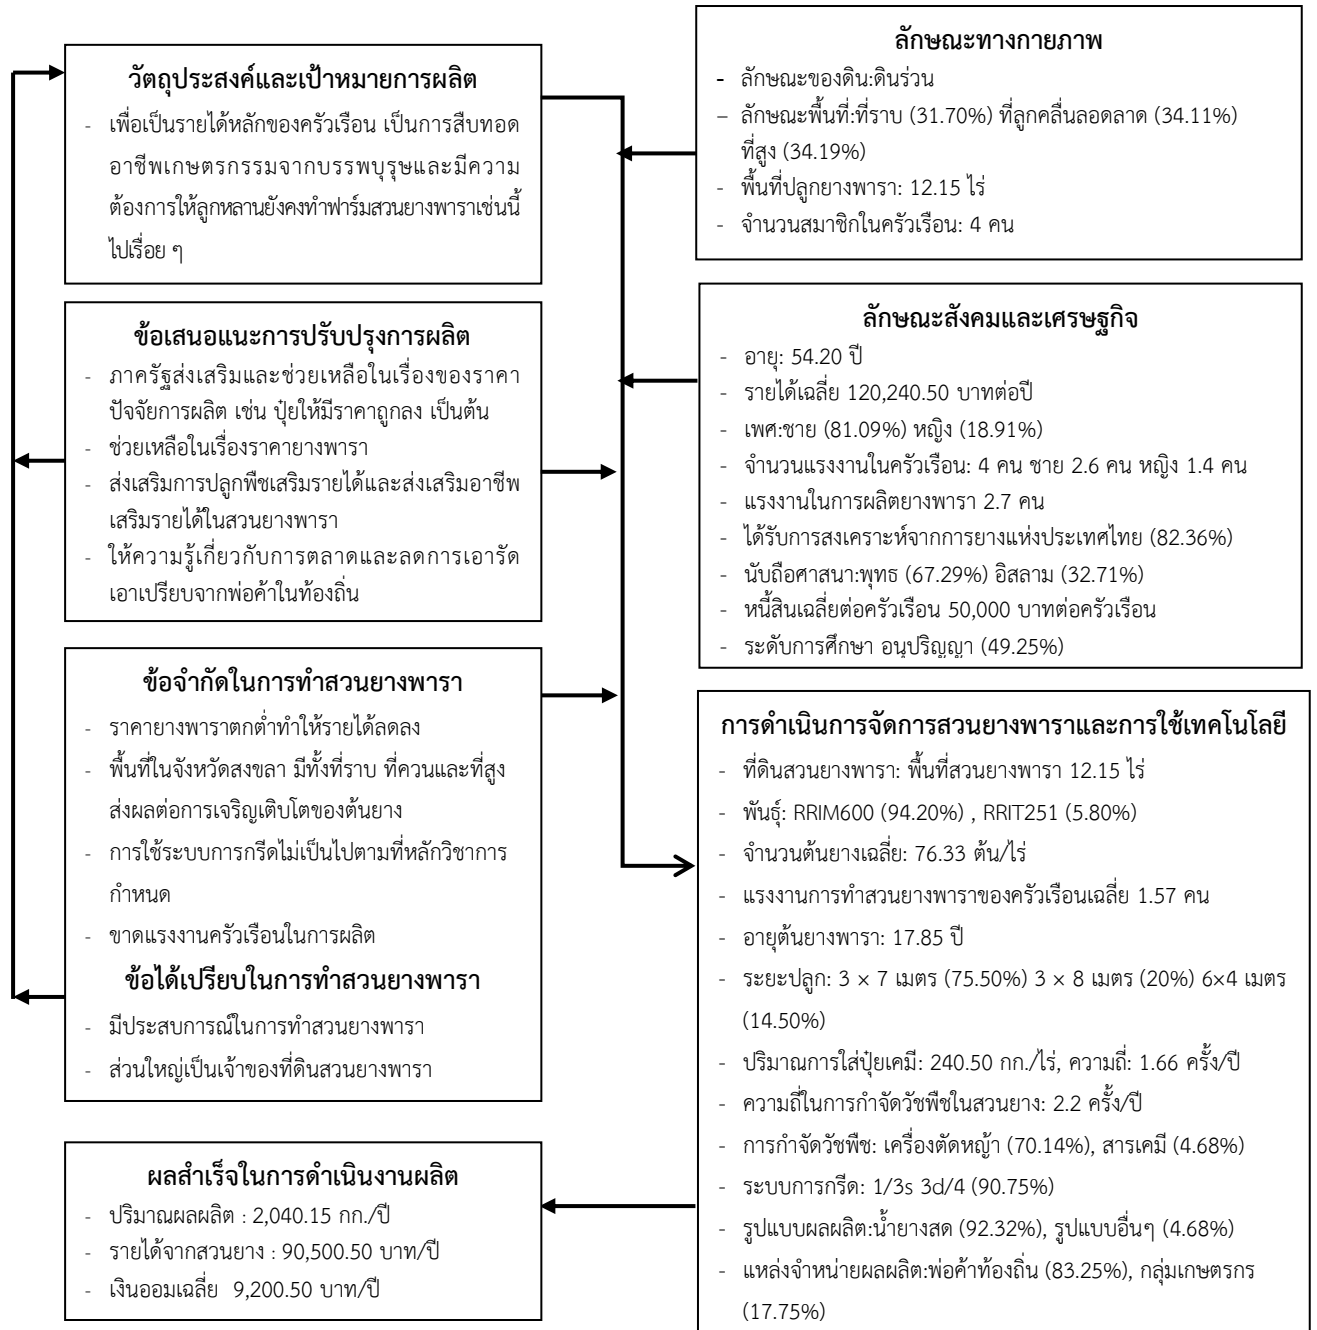 วัตถุประสงค์และเป้าหมายการผลิต
- เพื่อเป็นรายได้หลักของครัวเรือน เป็นการสืบทอด
อาชีพเกษตรกรรมจากบรรพบุรุษและมีความ
ต้องการให้ลูกหลานยังคงทำฟาร์มสวนยางพาราเช่นนี้
ไปเรื่อย ๆ
ข้อเสนอแนะการปรับปรุงการผลิต
- ภาครัฐส่งเสริมและช่วยเหลือในเรื่องของราคา
ปัจจัยการผลิต เช่น ปุ๋ยให้มีราคาถูกลง เป็นต้น
- ช่วยเหลือในเรื่องราคายางพารา
- ส่งเสริมการปลูกพืชเสริมรายได้และส่งเสริมอาชีพ
เสริมรายได้ในสวนยางพารา
- ให้ความรู้เกี่ยวกับการตลาดและลดการเอารัด
เอาเปรียบจากพ่อค้าในท้องถิ่น
ข้อจำกัดในการทำสวนยางพารา
- ราคายางพาราตกต่ำทำให้รายได้ลดลง
- พื้นที่ในจังหวัดสงขลา มีทั้งที่ราบ ที่ควนและที่สูง
ส่งผลต่อการเจริญเติบโตของต้นยาง
- การใช้ระบบการกรีดไม่เป็นไปตามที่หลักวิชาการ
กำหนด
- ขาดแรงงานครัวเรือนในการผลิต
ข้อได้เปรียบในการทำสวนยางพารา
- มีประสบการณ์ในการทำสวนยางพารา
- ส่วนใหญ่เป็นเจ้าของที่ดินสวนยางพารา
ผลสำเร็จในการดำเนินงานผลิต
- ปริมาณผลผลิต : 2,040.15 กก./ปี
- รายได้จากสวนยาง : 90,500.50 บาท/ปี
- เงินออมเฉลี่ย 9,200.50 บาท/ปี
ลักษณะทางกายภาพ
- ลักษณะของดิน:ดินร่วน
– ลักษณะพื้นที่:ที่ราบ (31.70%) ที่ลูกคลื่นลอดลาด (34.11%)
ที่สูง (34.19%)
- พื้นที่ปลูกยางพารา: 12.15 ไร่
- จำนวนสมาชิกในครัวเรือน: 4 คน
ลักษณะสังคมและเศรษฐกิจ
- อายุ: 54.20 ปี
- รายได้เฉลี่ย 120,240.50 บาทต่อปี
- เพศ:ชาย (81.09%) หญิง (18.91%)
- จำนวนแรงงานในครัวเรือน: 4 คน ชาย 2.6 คน หญิง 1.4 คน
- แรงงานในการผลิตยางพารา 2.7 คน
- ได้รับการสงเคราะห์จากการยางแห่งประเทศไทย (82.36%)
- นับถือศาสนา:พุทธ (67.29%) อิสลาม (32.71%)
- หนี้สินเฉลี่ยต่อครัวเรือน 50,000 บาทต่อครัวเรือน
- ระดับการศึกษา อนุปริญญา (49.25%)
การดำเนินการจัดการสวนยางพาราและการใช้เทคโนโลยี
- ที่ดินสวนยางพารา: พื้นที่สวนยางพารา 12.15 ไร่
- พันธุ์: RRIM600 (94.20%) , RRIT251 (5.80%)
- จำนวนต้นยางเฉลี่ย: 76.33 ต้น/ไร่
- แรงงานการทำสวนยางพาราของครัวเรือนเฉลี่ย 1.57 คน
- อายุต้นยางพารา: 17.85 ปี
- ระยะปลูก: 3 × 7 เมตร (75.50%) 3 × 8 เมตร (20%) 6×4 เมตร
(14.50%)
- ปริมาณการใส่ปุ๋ยเคมี: 240.50 กก./ไร่, ความถี่: 1.66 ครั้ง/ปี
- ความถี่ในการกำจัดวัชพืชในสวนยาง: 2.2 ครั้ง/ปี
- การกำจัดวัชพืช: เครื่องตัดหญ้า (70.14%), สารเคมี (4.68%)
- ระบบการกรีด: 1/3s 3d/4 (90.75%)
- รูปแบบผลผลิต:น้ำยางสด (92.32%), รูปแบบอื่นๆ (4.68%)
- แหล่งจำหน่ายผลผลิต:พ่อค้าท้องถิ่น (83.25%), กลุ่มเกษตรกร
(17.75%)